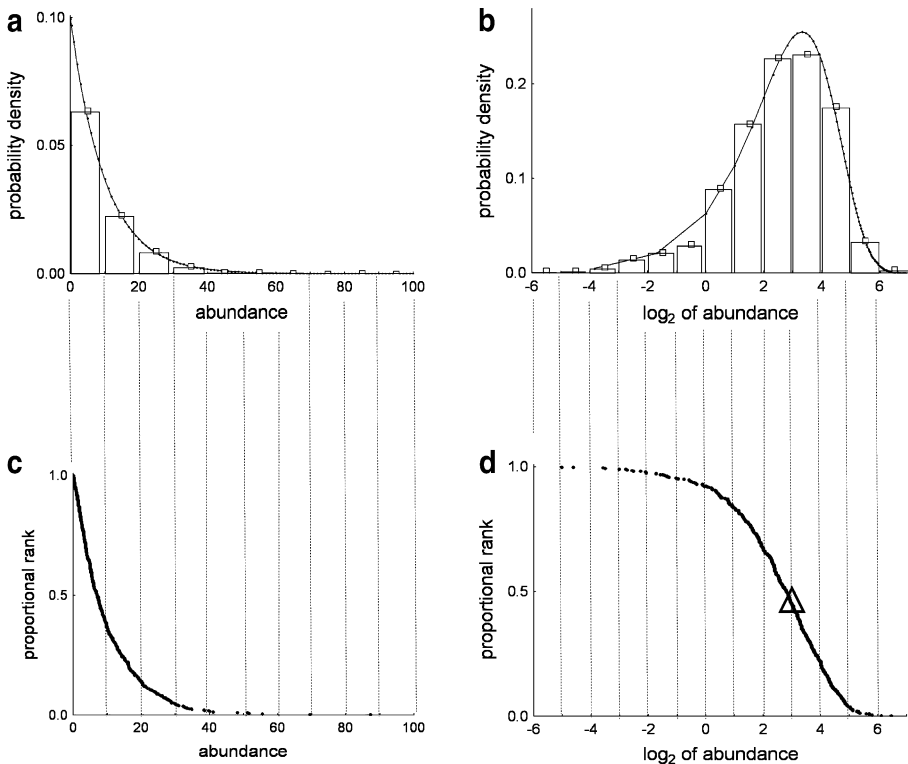 a
0.10
0.05
0.00
probability density
0 20 40 60 80 100
abundance
b
0.2
0.1
0.0
probability density
-6 -4 -2 0 2 4 6
log2 of abundance
c
1.0
0.5
0.0
proportional rank
0 20 40 60 80 100
abundance
d
1.0
0.5
0.0
proportional rank
-6 -4 -2 0 2 4 6
log2 of abundance